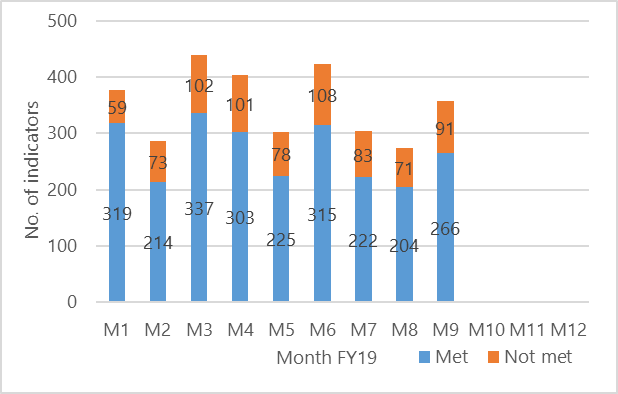 500
400
300
200
100
0
No. of indicators
59 73 102 101 78 108 83 71 91
319 214 337 303 225 315 222 204 266
M1 M2 M3 M4 M5 M6 M7 M8 M9 M10 M11 M12
Month FY19 Met Not met